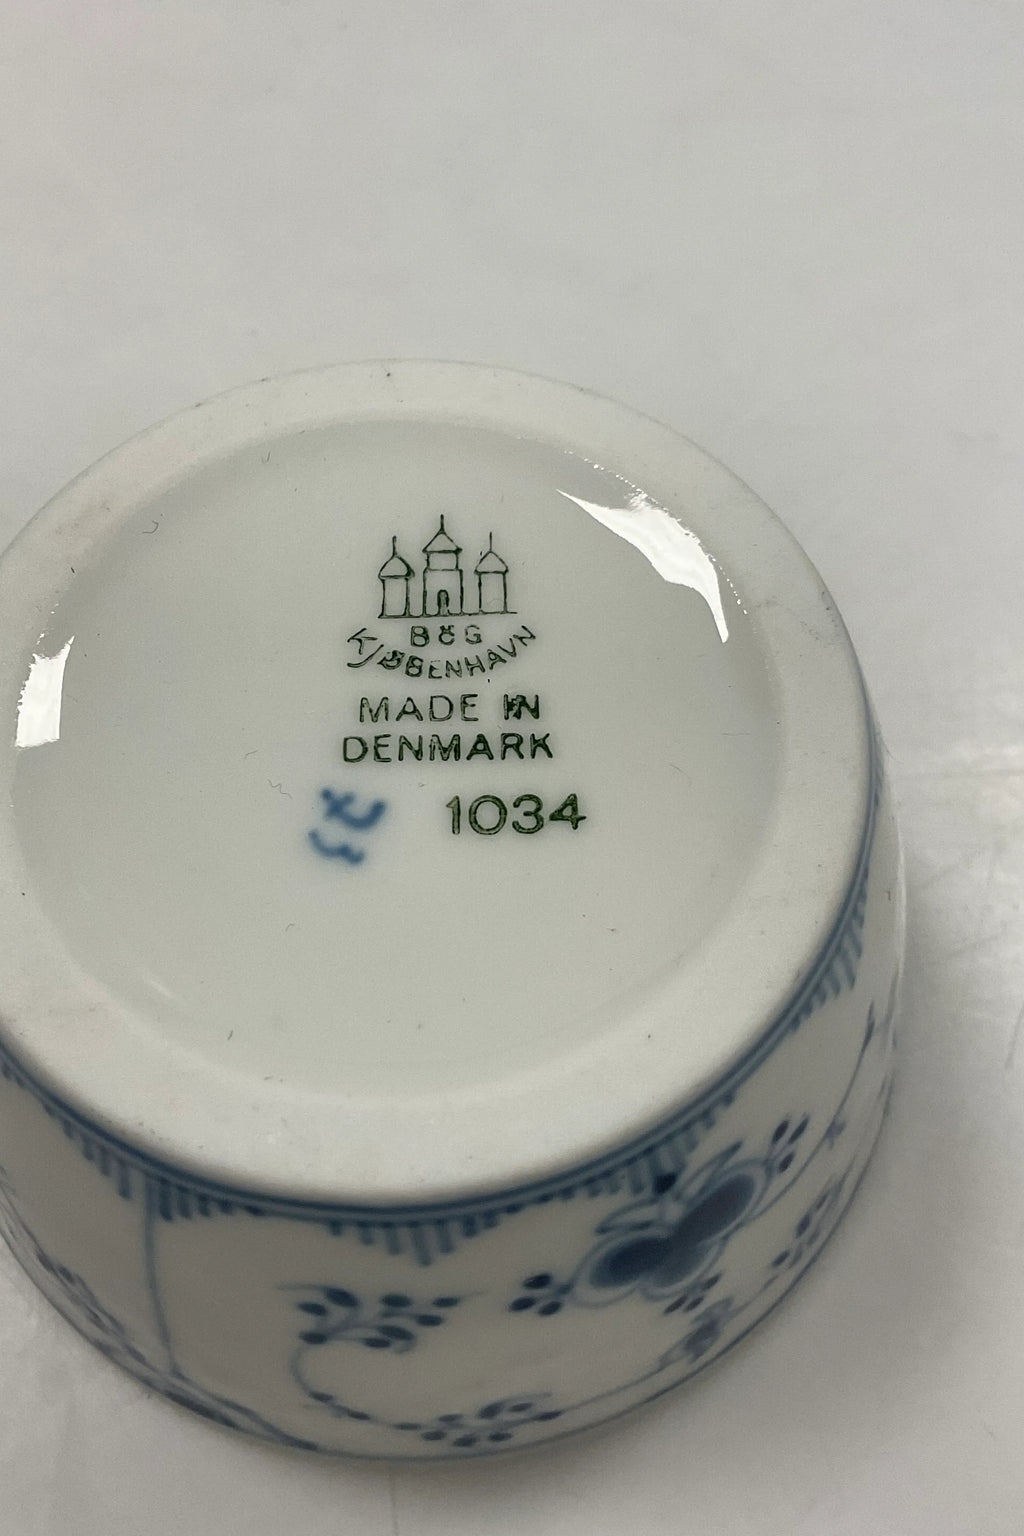 B&G
KJØBENHAVN
MADE IN
DENMARK
1034